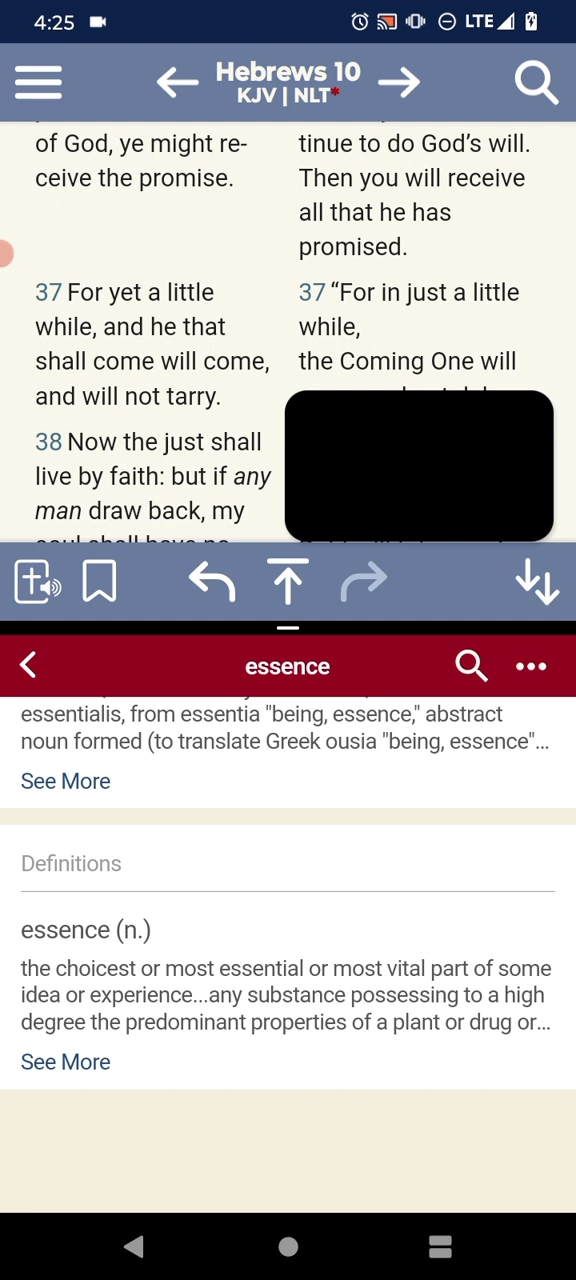 4:25
LTE
Hebrews 10
KJV | NLT*
of God, ye might re-
ceive the promise.
tinue to do God’s will.
Then you will receive
all that he has
promised.
37 For yet a little
while, and he that
shall come will come,
and will not tarry.
38 Now the just shall
live by faith: but if any
man draw back, my
soul shall have no
37 “For in just a little
while,
the Coming One will
essence
essentialis, from essentia "being, essence," abstract
noun formed (to translate Greek ousia "being, essence"...
See More
Definitions
essence (n.)
the choicest or most essential or most vital part of some
idea or experience...any substance possessing to a high
degree the predominant properties of a plant or drug or...
See More